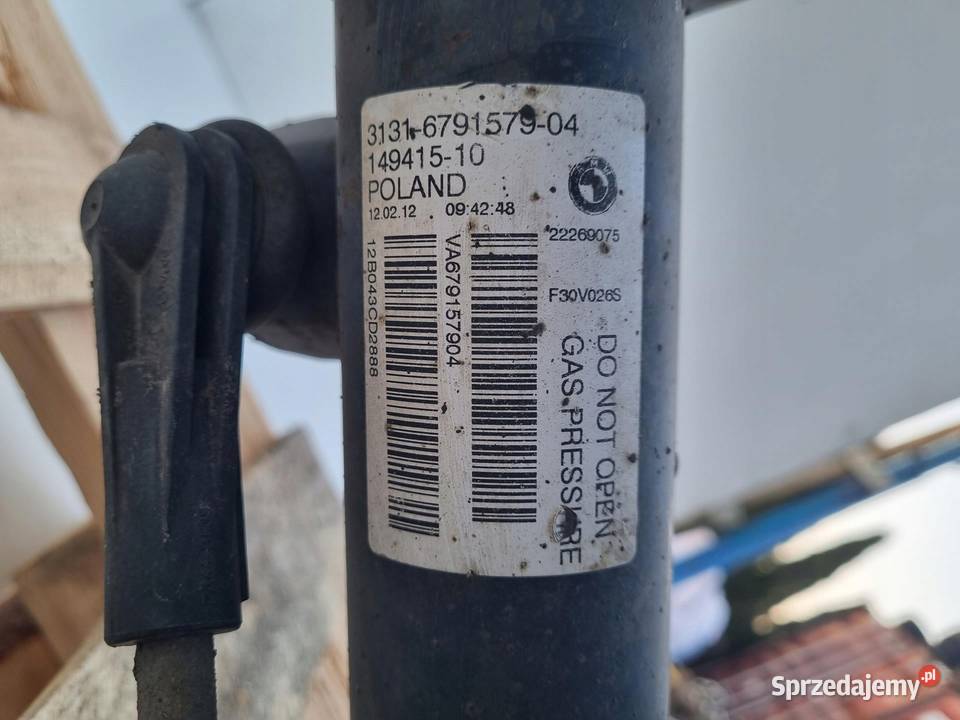 3131-6791579-04
149415-10
POLAND
12.02.12 09:42:48
22269075
F30V026S
12B043CD2888
VA679157904
DO NOT OPEN
GAS PRESSURE
Sprzedajemy.pl